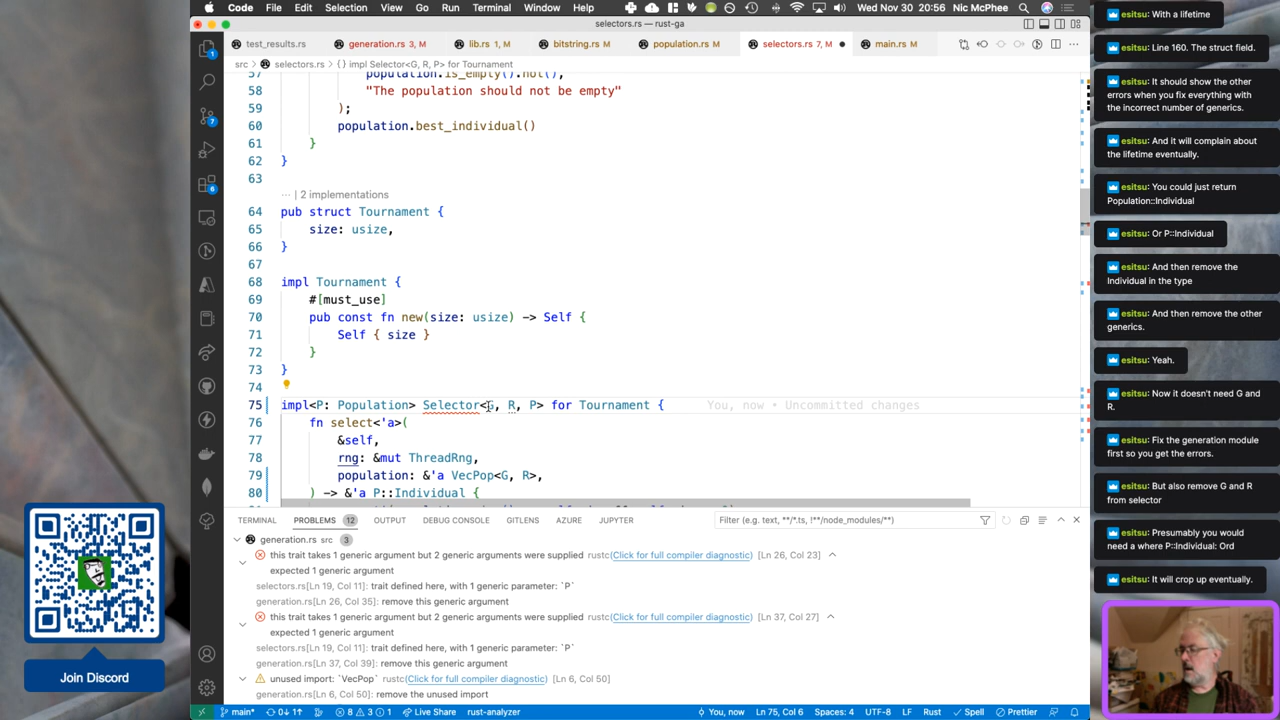 Code File Edit Selection View Go Run Terminal Window Help Wed Nov 30 20:56 Nic McPhee
selectors.rs — rust-ga
test_results.rs generation.rs 3, M lib.rs 1, M bitstring.rs M population.rs M selectors.rs 7, M main.rs M
src > selectors.rs > {} impl Selector<G, R, P> for Tournament
57 population.is_empty().not(),
58 "The population should not be empty"
59 );
60 population.best_individual()
61 }
62 }
63
··· | 2 implementations
64 pub struct Tournament {
65 size: usize,
66 }
67
68 impl Tournament {
69 #[must_use]
70 pub const fn new(size: usize) -> Self {
71 Self { size }
72 }
73 }
74
75 impl<P: Population> Selector<G, R, P> for Tournament { You, now • Uncommitted changes
76 fn select<'a>(
77 &self,
78 rng: &mut ThreadRng,
79 population: &'a VecPop<G, R>,
80 ) -> &'a P::Individual {
TERMINAL PROBLEMS 12 OUTPUT DEBUG CONSOLE GITLENS AZURE JUPYTER Filter (e.g. text, **/*.ts, !**/node_modules/**)
generation.rs src 3
this trait takes 1 generic argument but 2 generic arguments were supplied rustc(Click for full compiler diagnostic) [Ln 26, Col 23]
expected 1 generic argument
selectors.rs[Ln 19, Col 11]: trait defined here, with 1 generic parameter: `P`
generation.rs[Ln 26, Col 35]: remove this generic argument
this trait takes 1 generic argument but 2 generic arguments were supplied rustc(Click for full compiler diagnostic) [Ln 37, Col 27]
expected 1 generic argument
selectors.rs[Ln 19, Col 11]: trait defined here, with 1 generic parameter: `P`
generation.rs[Ln 37, Col 39]: remove this generic argument
unused import: `VecPop` rustc(Click for full compiler diagnostic) [Ln 6, Col 50]
generation.rs[Ln 6, Col 50]: remove the unused import
main* 0↓ 1↑ 8 3 1 Live Share rust-analyzer You, now Ln 75, Col 6 Spaces: 4 UTF-8 LF Rust Spell Prettier
1
7
6
Join Discord
esitsu: With a lifetime
esitsu: Line 160. The struct field.
esitsu: It should show the other
errors when you fix everything with
the incorrect number of generics.
esitsu: And it will complain about
the lifetime eventually.
esitsu: You could just return
Population::Individual
esitsu: Or P::Individual
esitsu: And then remove the
Individual in the type
esitsu: And then remove the other
generics.
esitsu: Yeah.
esitsu: Now it doesn't need G and
R.
esitsu: Fix the generation module
first so you get the errors.
esitsu: But also remove G and R
from selector
esitsu: Presumably you would
need a where P::Individual: Ord
esitsu: It will crop up eventually.